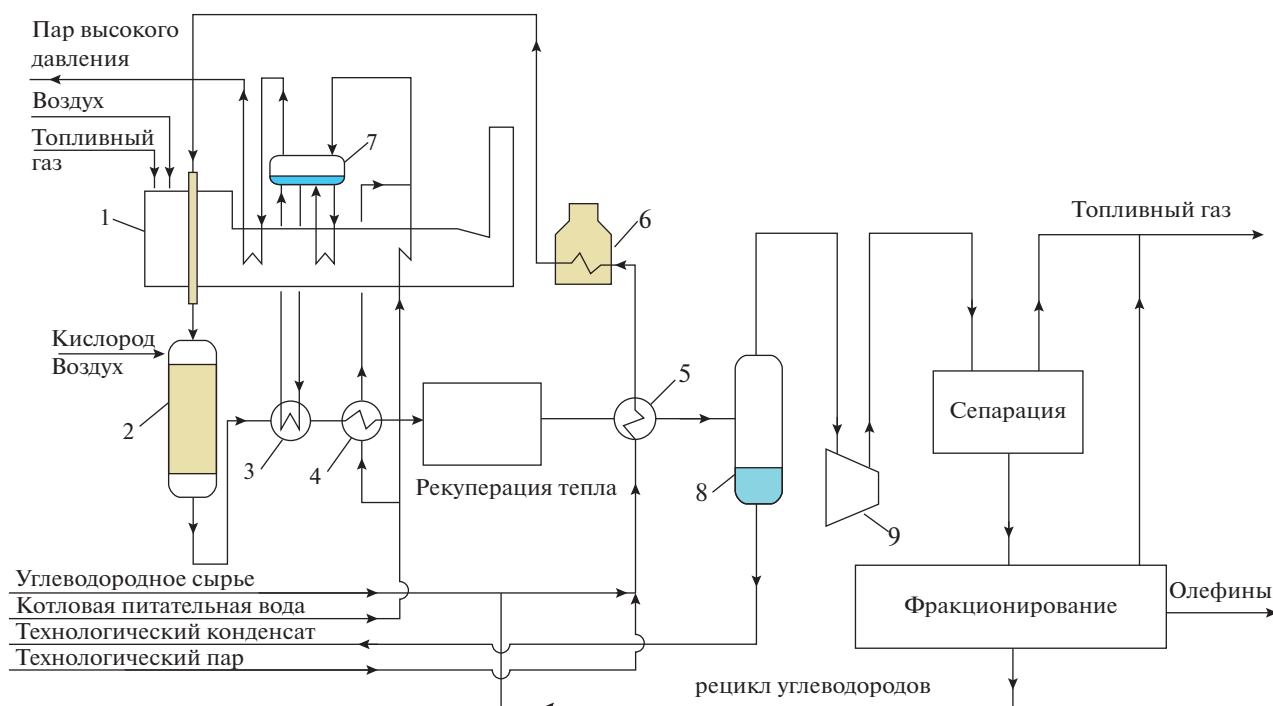 Пар высокого
давления
Воздух
Топливный
газ
7
1
6
Топливный газ
Кислород
Воздух
2
3
4
5
Рекуперация тепла
8
9
Сепарация
Углеводородное сырье
Котловая питательная вода
Технологический конденсат
Технологический пар
Фракционирование
Олефины
рецикл углеводородов